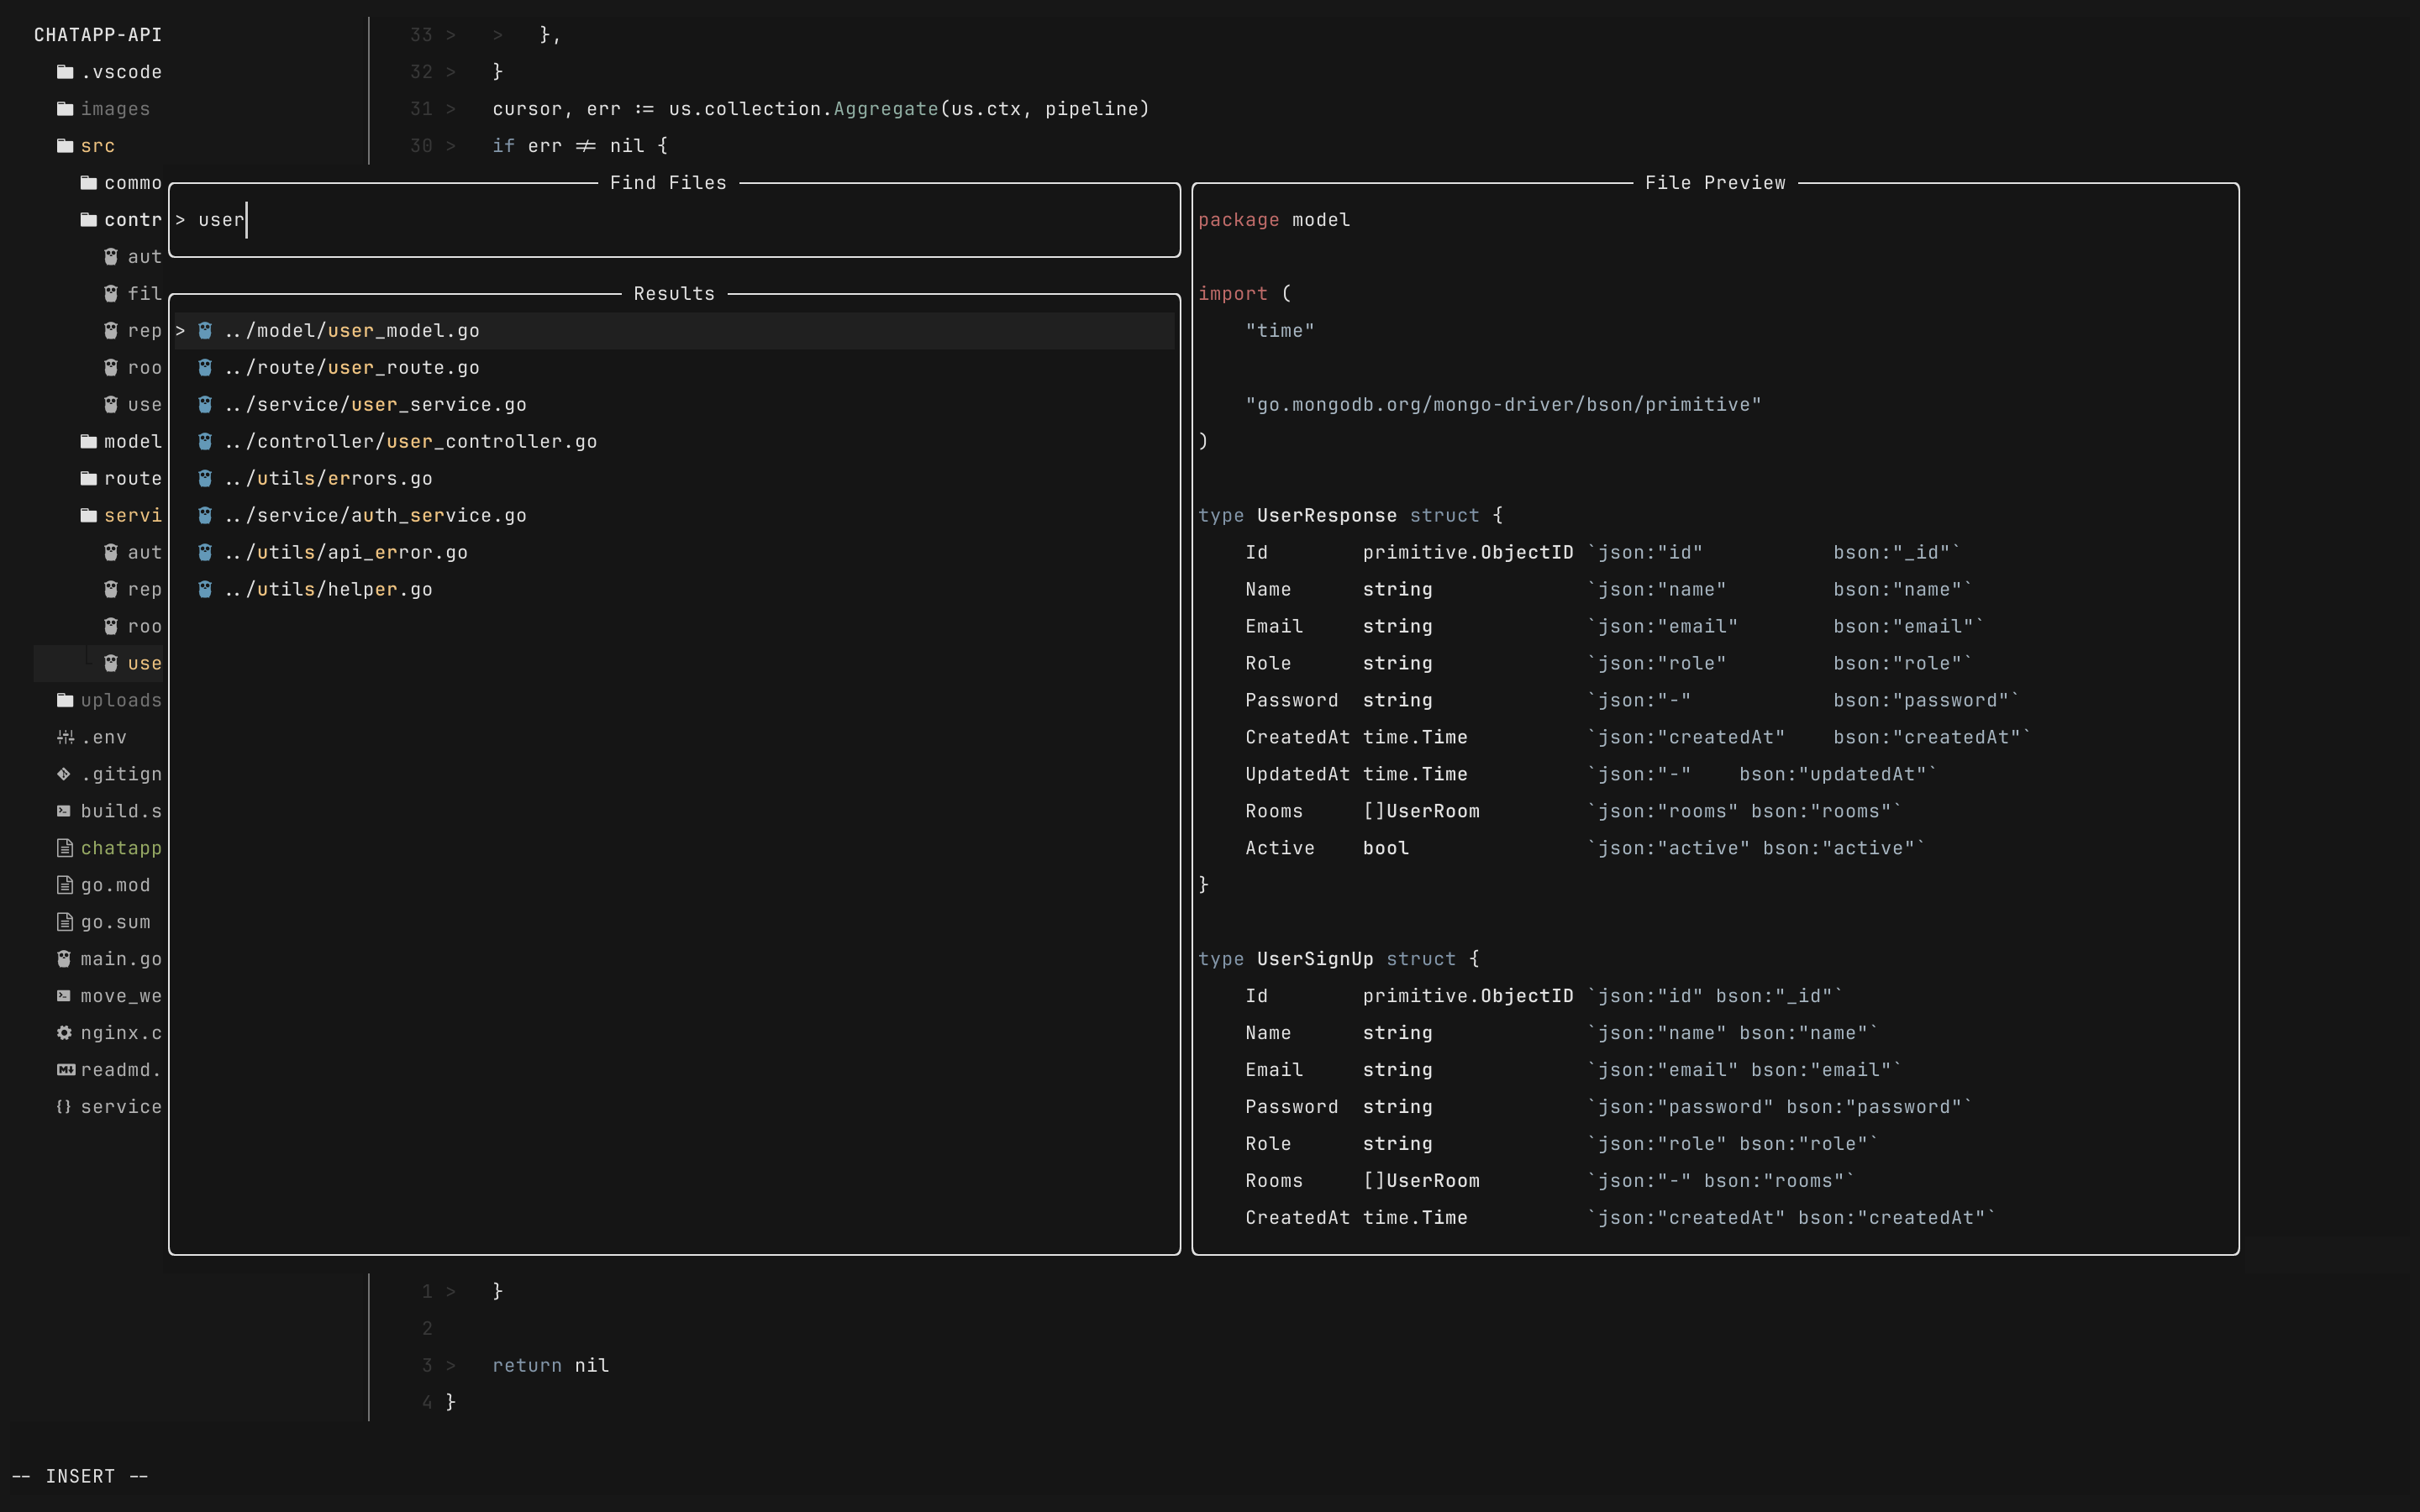 CHATAPP-API
.vscode
images
src
commo
contr
aut
fil
rep
roo
use
model
route
servi
aut
rep
roo
use
uploads
.env
.gitign
build.s
chatapp
go.mod
go.sum
main.go
move_we
nginx.c
readmd.
service
33 > > },
32 > }
31 > cursor, err := us.collection.Aggregate(us.ctx, pipeline)
30 > if err != nil {
Find Files
> user
Results
> ../model/user_model.go
../route/user_route.go
../service/user_service.go
../controller/user_controller.go
../utils/errors.go
../service/auth_service.go
../utils/api_error.go
../utils/helper.go
File Preview
package model
import (
"time"
"go.mongodb.org/mongo-driver/bson/primitive"
)
type UserResponse struct {
Id primitive.ObjectID `json:"id" bson:"_id"`
Name string `json:"name" bson:"name"`
Email string `json:"email" bson:"email"`
Role string `json:"role" bson:"role"`
Password string `json:"-" bson:"password"`
CreatedAt time.Time `json:"createdAt" bson:"createdAt"`
UpdatedAt time.Time `json:"-" bson:"updatedAt"`
Rooms []UserRoom `json:"rooms" bson:"rooms"`
Active bool `json:"active" bson:"active"`
}
type UserSignUp struct {
Id primitive.ObjectID `json:"id" bson:"_id"`
Name string `json:"name" bson:"name"`
Email string `json:"email" bson:"email"`
Password string `json:"password" bson:"password"`
Role string `json:"role" bson:"role"`
Rooms []UserRoom `json:"-" bson:"rooms"`
CreatedAt time.Time `json:"createdAt" bson:"createdAt"`
1 > }
2
3 > return nil
4 }
-- INSERT --